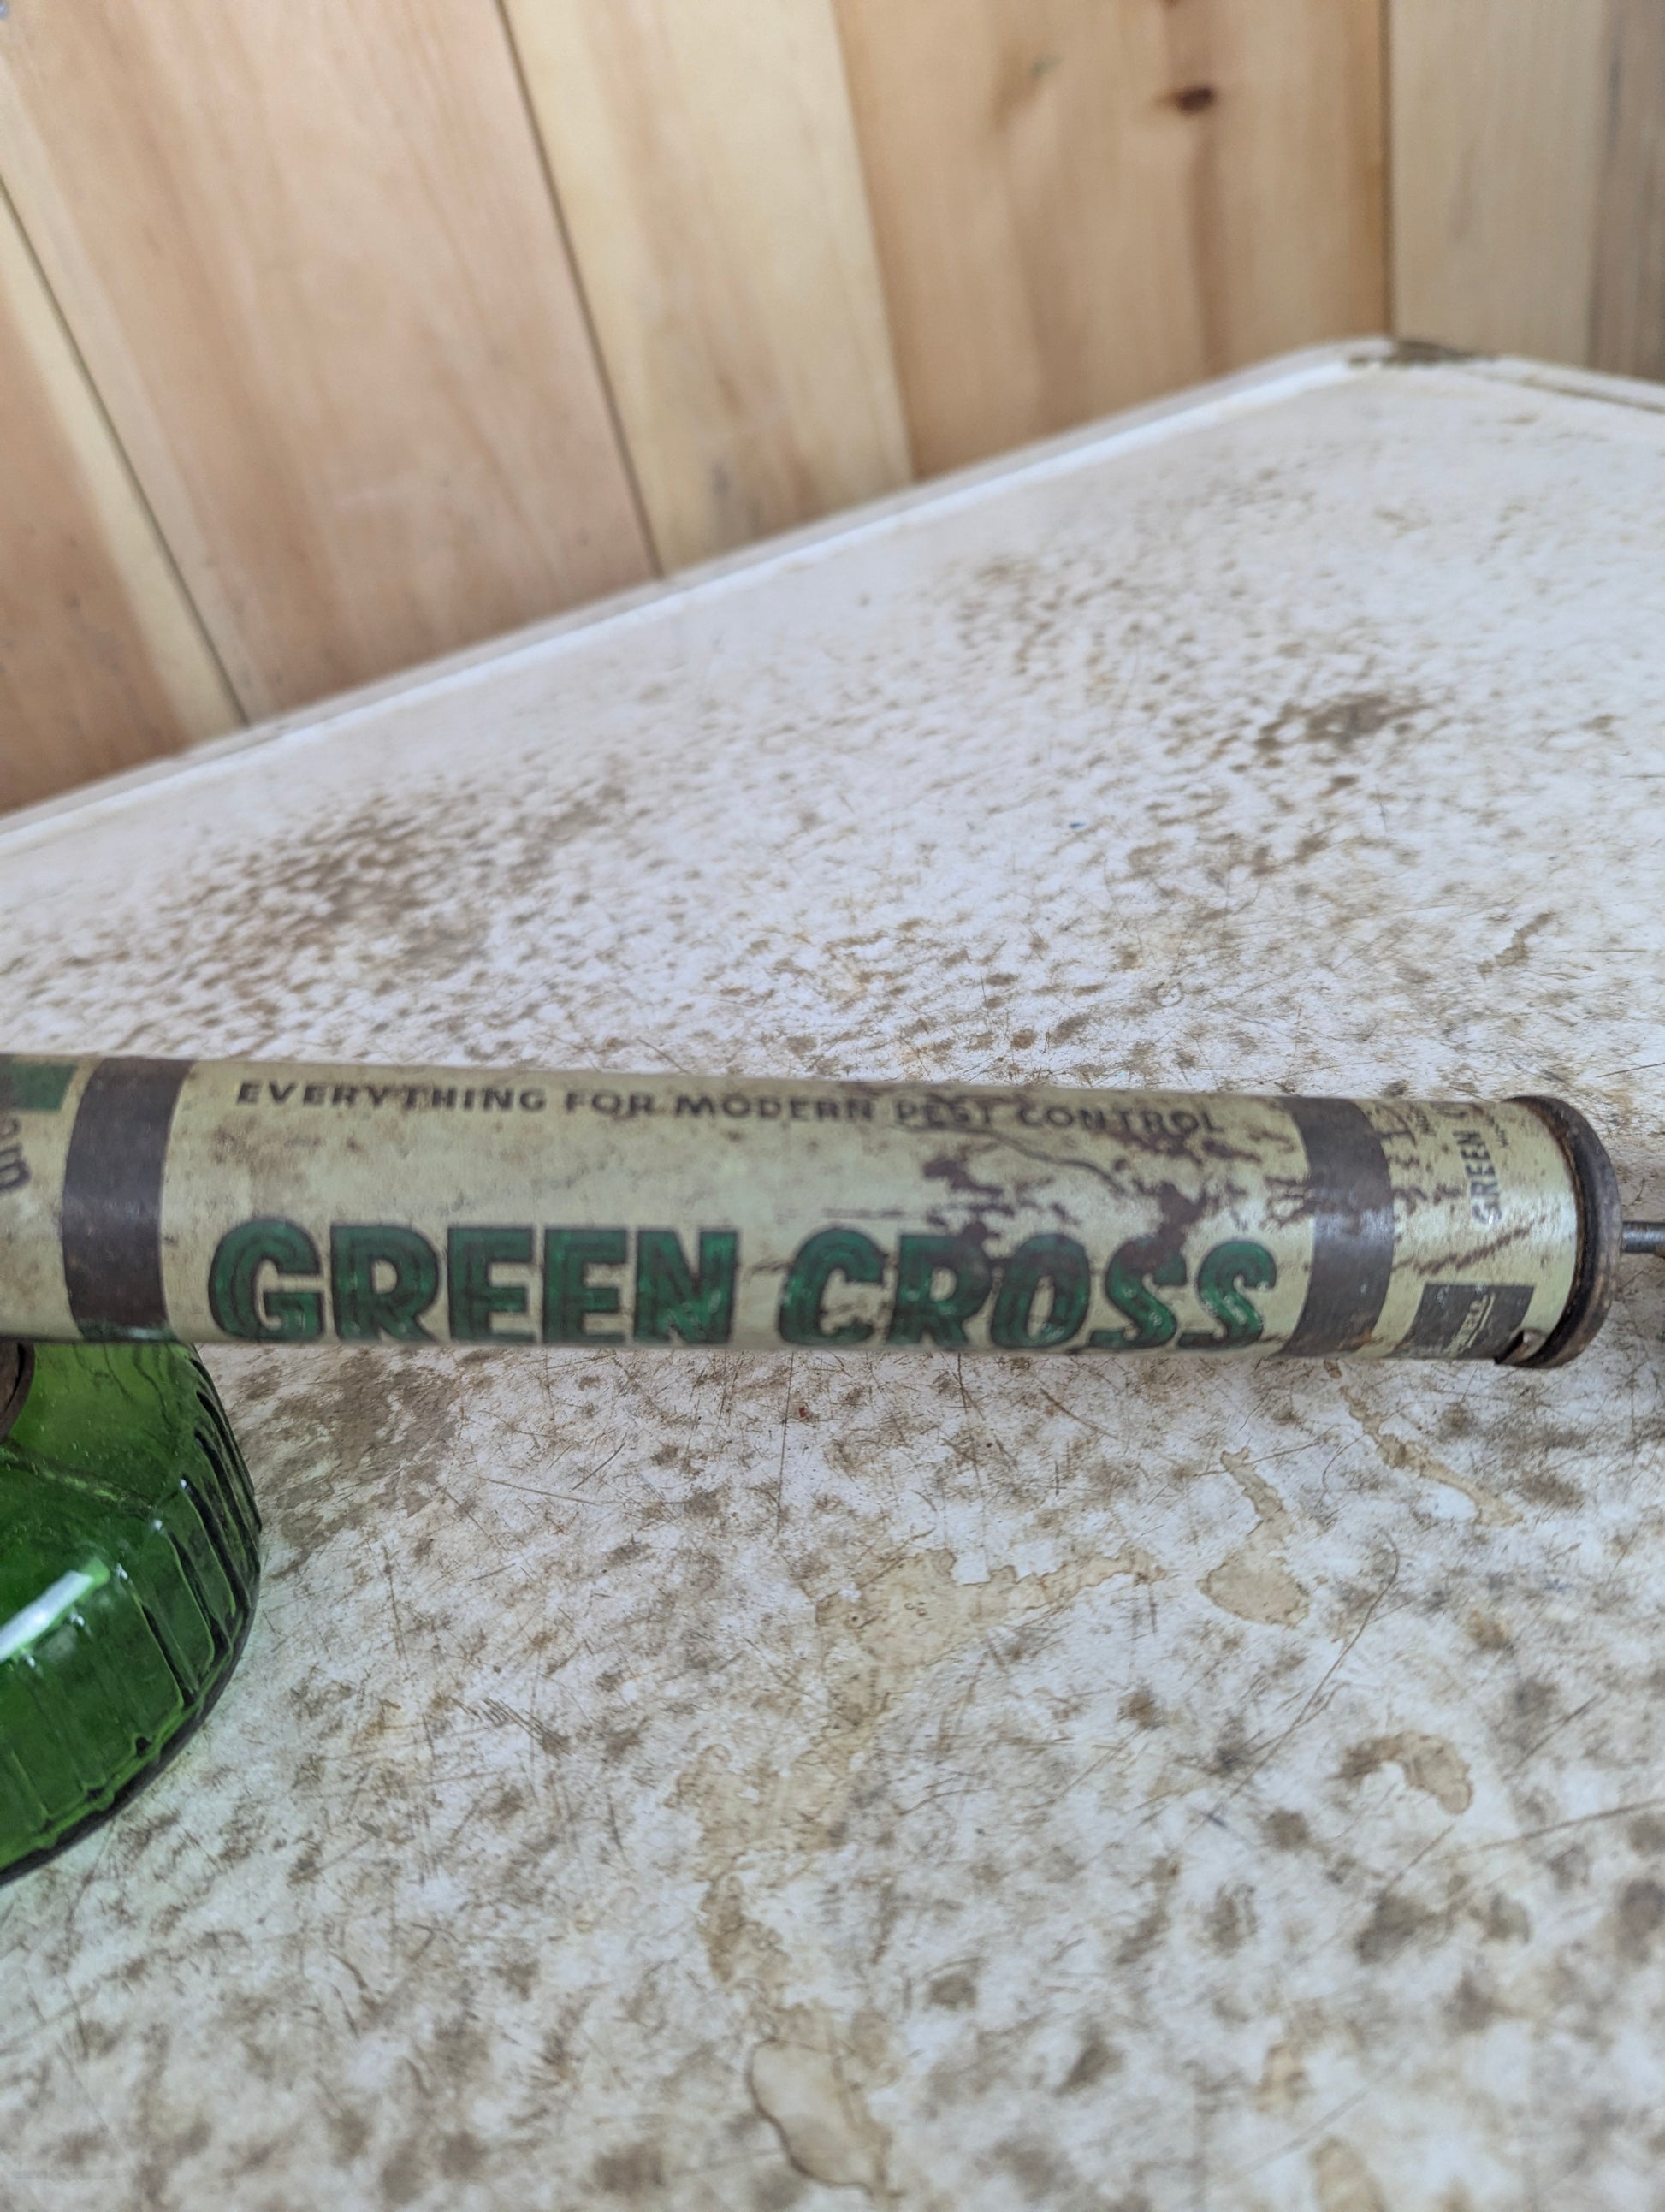 EVERYTHING FOR MODERN PEST CONTROL
GREEN CROSS
GREEN